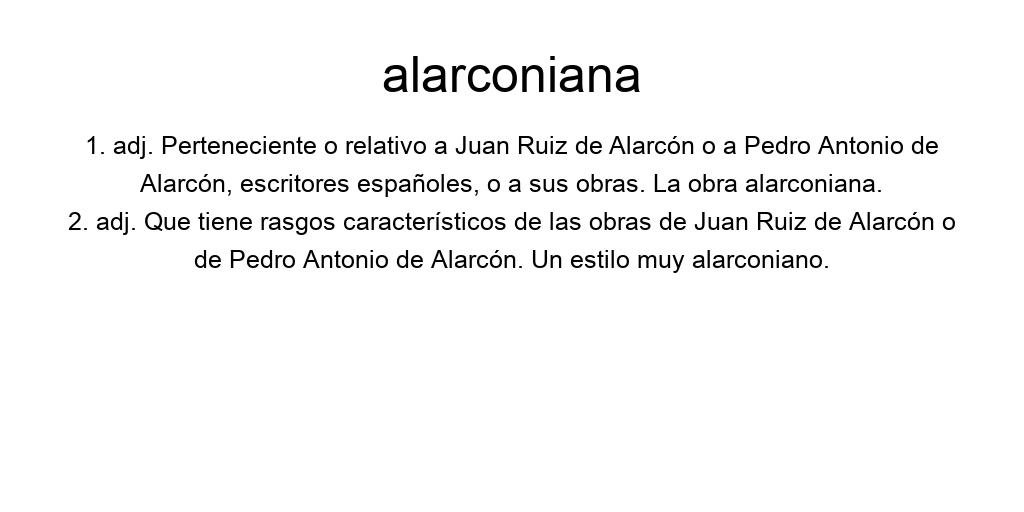 alarconiana
1. adj. Perteneciente o relativo a Juan Ruiz de Alarcón o a Pedro Antonio de
Alarcón, escritores españoles, o a sus obras. La obra alarconiana.
2. adj. Que tiene rasgos característicos de las obras de Juan Ruiz de Alarcón o
de Pedro Antonio de Alarcón. Un estilo muy alarconiano.